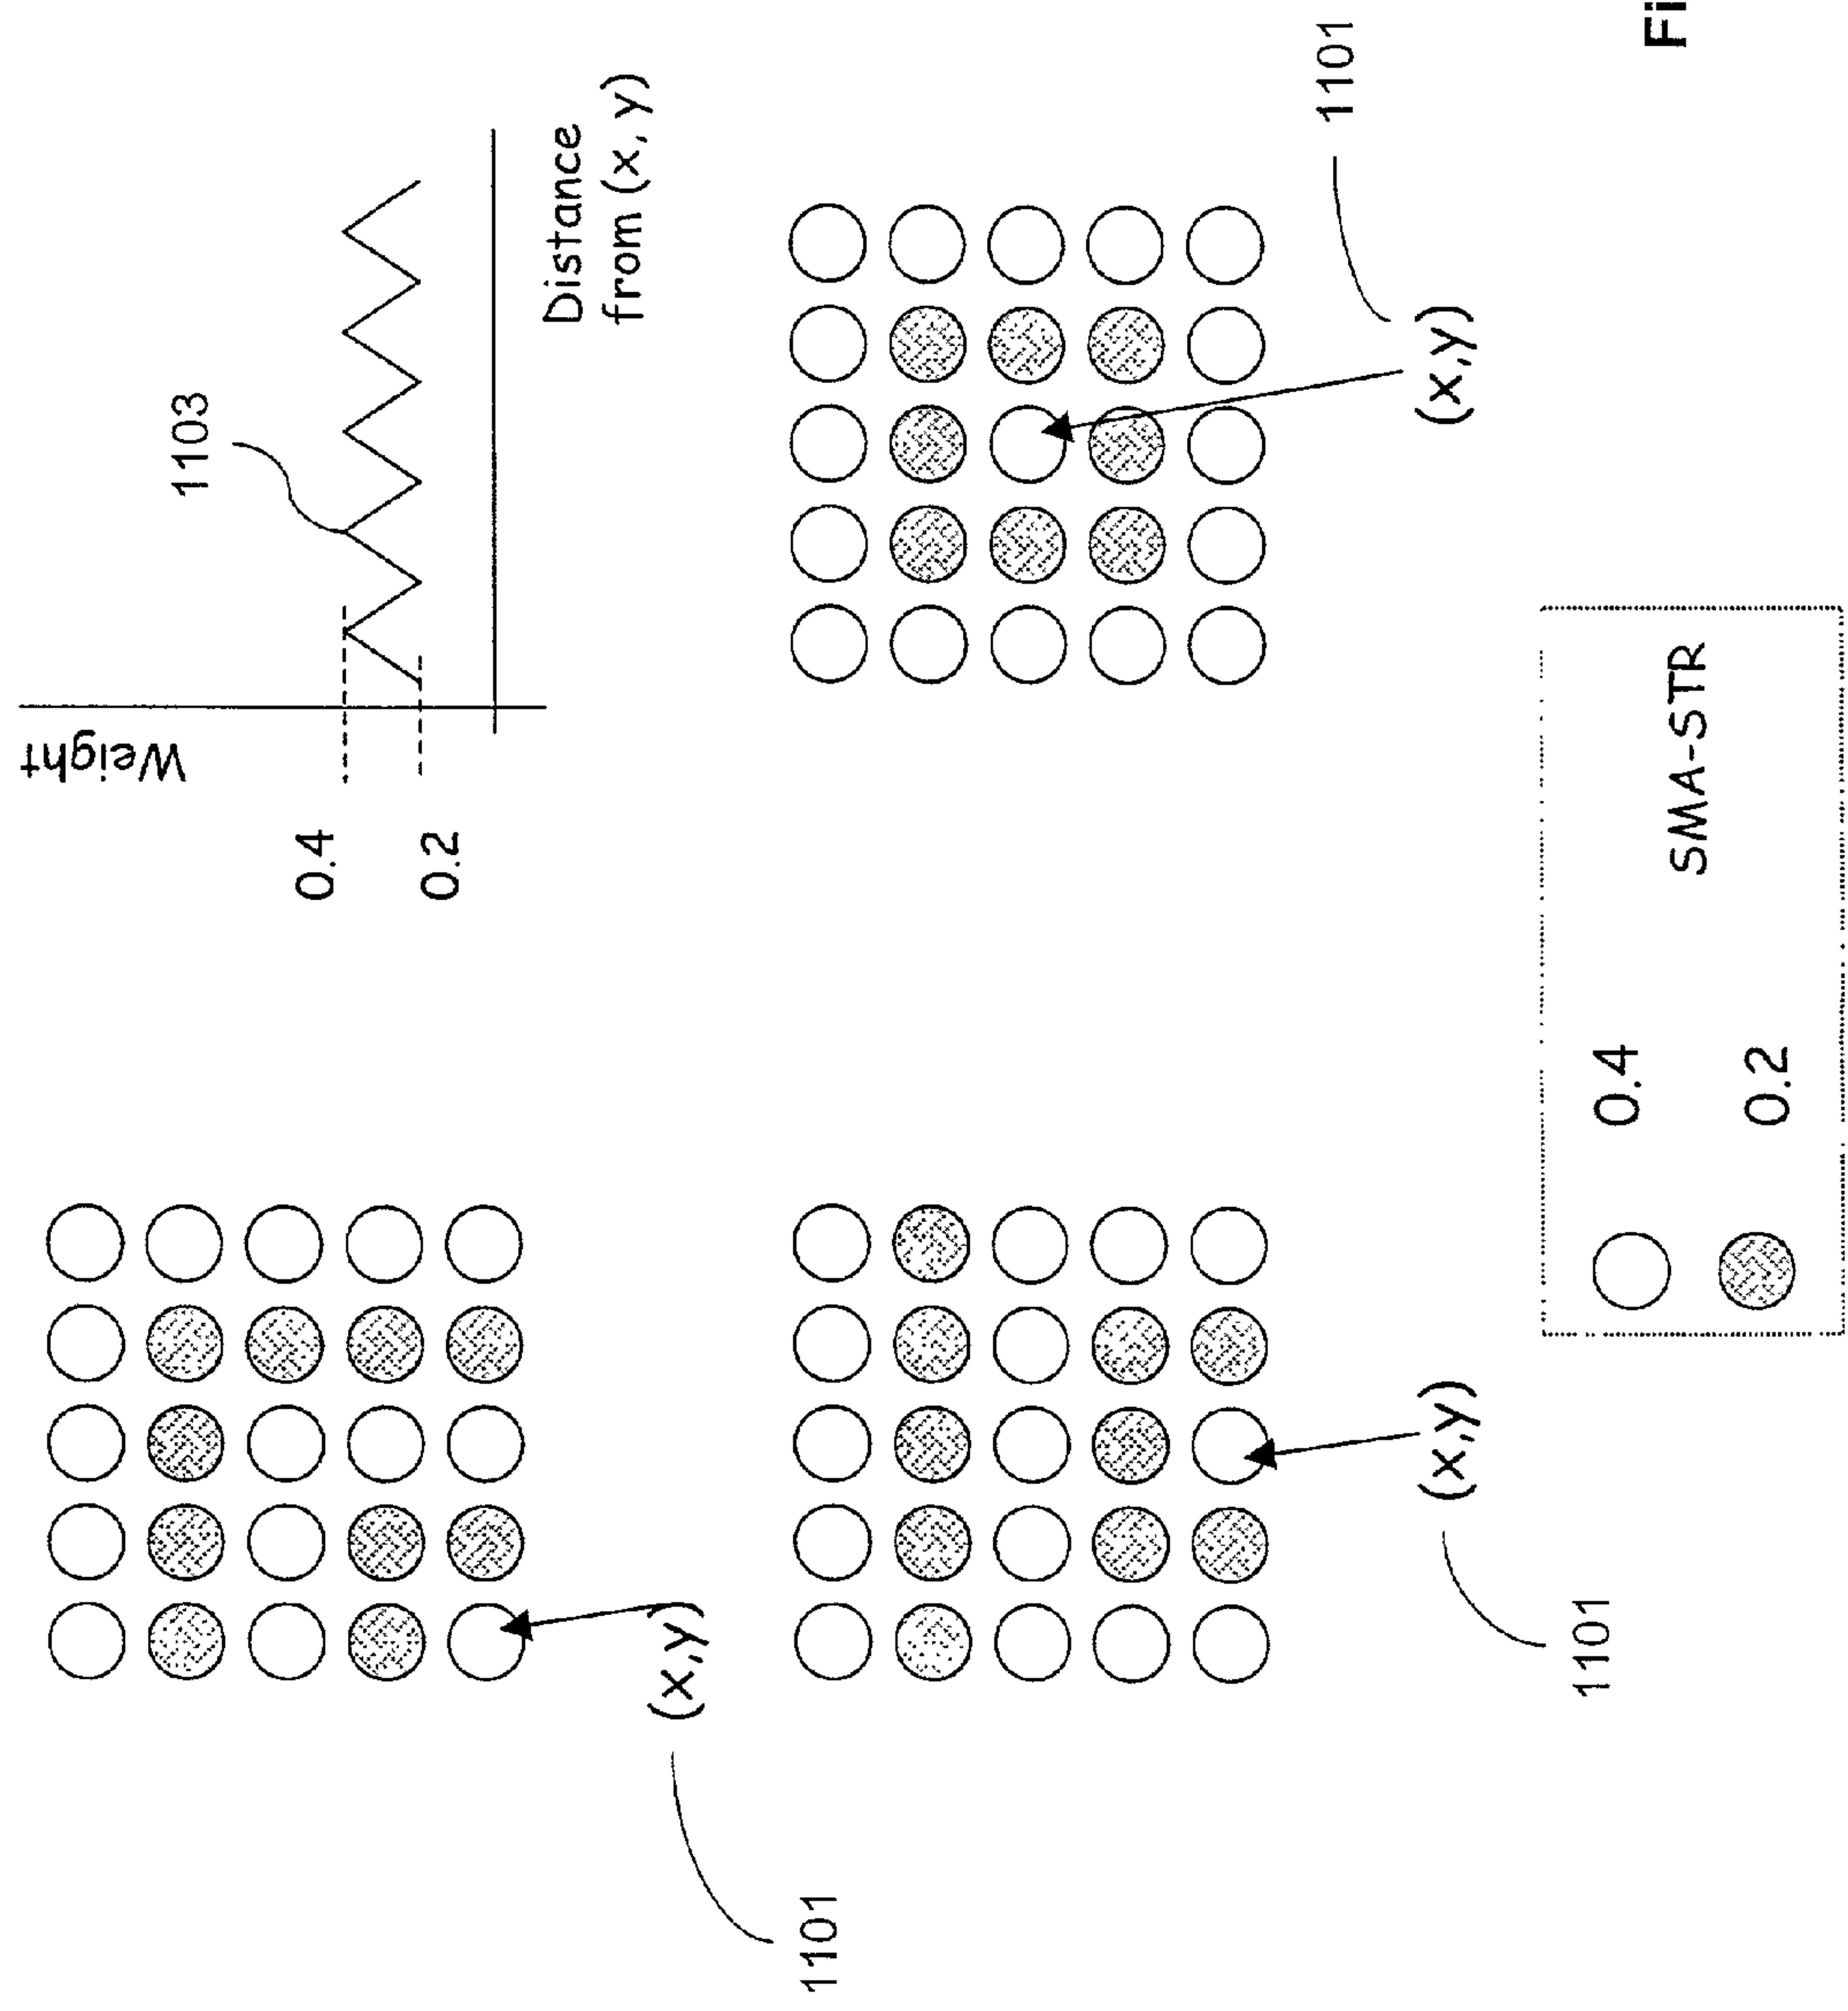 Weight
0.4
0.2
1103
Distance
from (x, y)
(x,y)
1101
(x,y)
1101
(x,y)
1101
0.4
0.2
SMA-STR
Fi